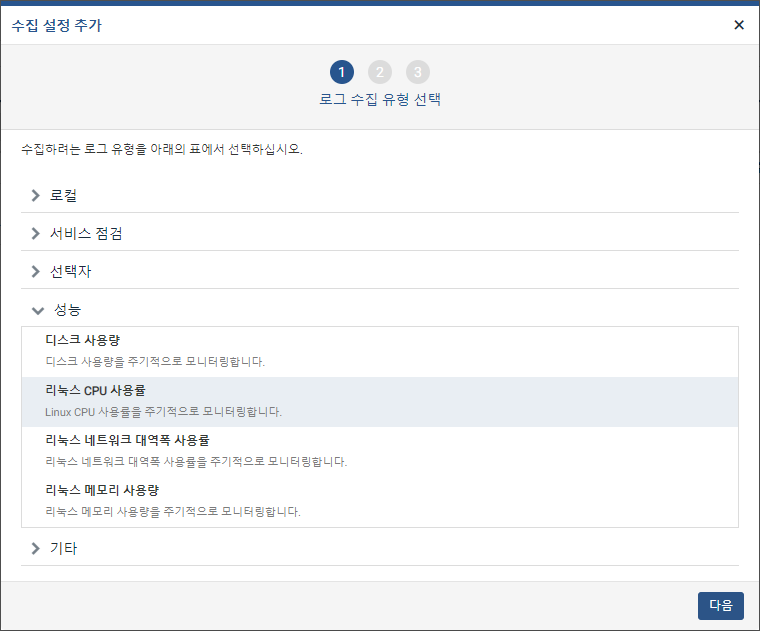 수집 설정 추가
1 2 3
로그 수집 유형 선택
수집하려는 로그 유형을 아래의 표에서 선택하십시오.
로컬
서비스 점검
선택자
성능
디스크 사용량
디스크 사용량을 주기적으로 모니터링합니다.
리눅스 CPU 사용률
Linux CPU 사용률을 주기적으로 모니터링합니다.
리눅스 네트워크 대역폭 사용률
리눅스 네트워크 대역폭 사용률을 주기적으로 모니터링합니다.
리눅스 메모리 사용량
리눅스 메모리 사용량을 주기적으로 모니터링합니다.
기타
다음